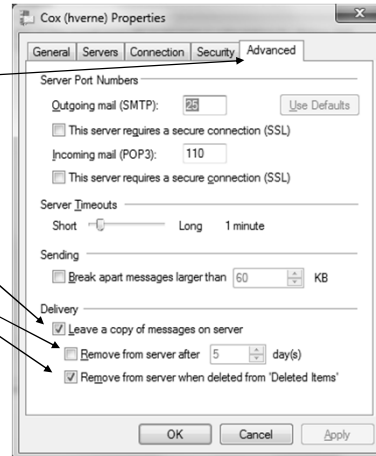 Cox (hverne) Properties
X
General Servers Connection Security Advanced
Server Port Numbers
Outgoing mail (SMTP): 25 Use Defaults
This server requires a secure connection (SSL)
Incoming mail (POP3): 110
This server requires a secure connection (SSL)
Server Timeouts
Short Long 1 minute
Sending
Break apart messages larger than 60 KB
Delivery
Leave a copy of messages on server
Remove from server after 5 day(s)
Remove from server when deleted from 'Deleted Items'
OK Cancel Apply